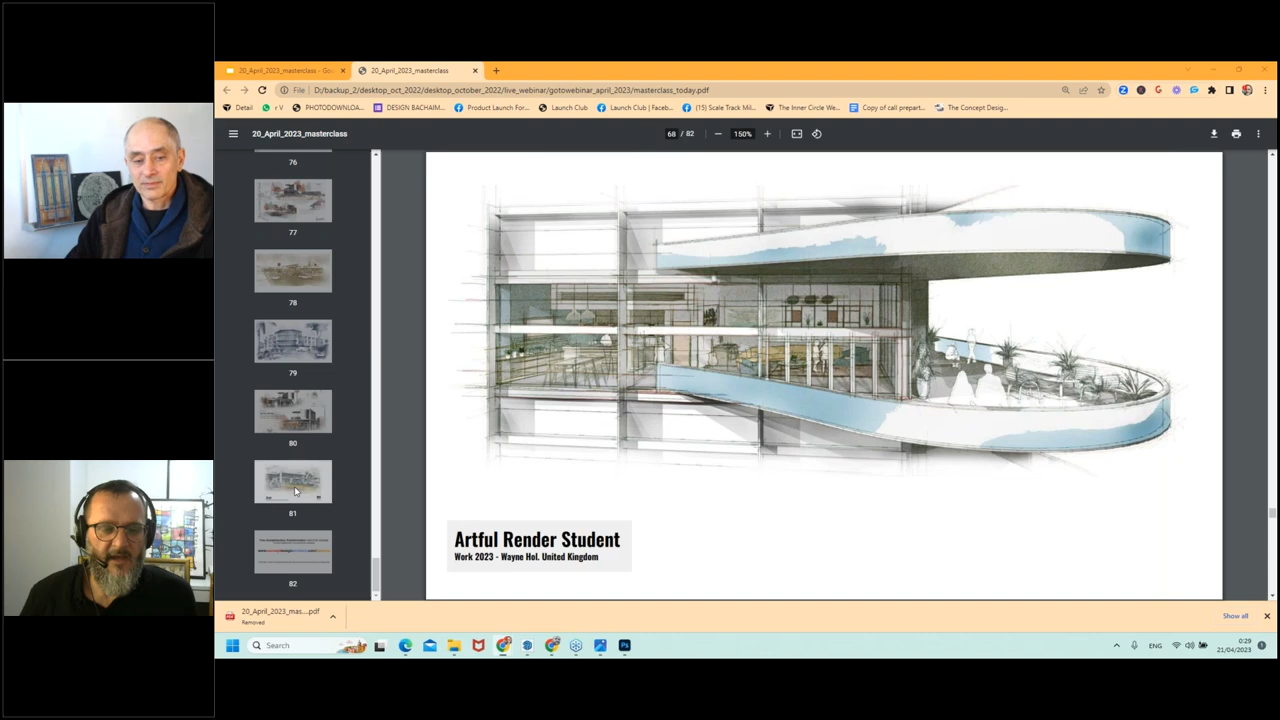 20_April_2023_masterclass - Go
20_April_2023_masterclass
File D:/backup_2/desktop_oct_2022/desktop_october_2022/live_webinar/gotowebinar_april_2023/masterclass_today.pdf
Detail
r V
PHOTODOWNLOA...
DESIGN BACHAIM...
Product Launch For...
Launch Club
Launch Club | Faceb...
(15) Scale Track Mil...
The Inner Circle We...
Copy of call prepart...
The Concept Desig...
20_April_2023_masterclass
68 / 82
150%
76
77
78
79
80
81
82
Artful Render Student
Work 2023 - Wayne Hol. United Kingdom
20_April_2023_mas....pdf
Removed
Show all
Search
ENG
0:29
21/04/2023